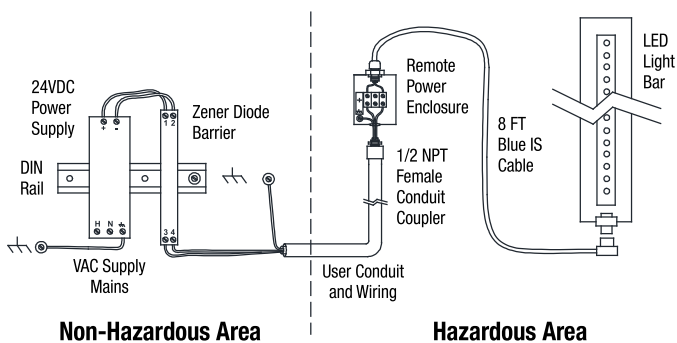 24VDC
Power
Supply
+ -
1 2
Zener Diode
Barrier
DIN
Rail
H N
3 4
VAC Supply
Mains
Remote
Power
Enclosure
+ -
1/2 NPT
Female
Conduit
Coupler
8 FT
Blue IS
Cable
LED
Light
Bar
User Conduit
and Wiring
Non-Hazardous Area
Hazardous Area